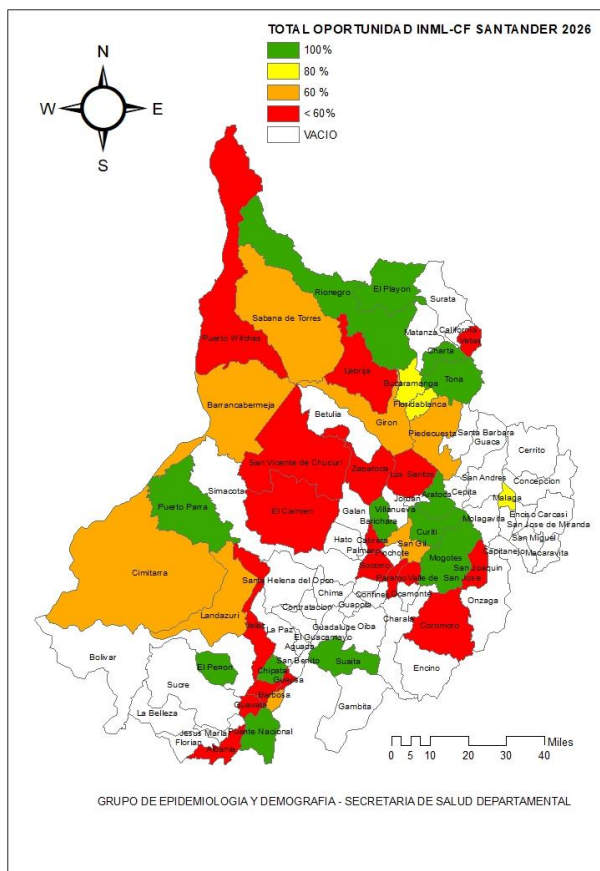 TOTAL OPORTUNIDAD INML-CF SANTANDER 2026
100%
80 %
60 %
< 60%
VACIO
N
W
E
S
El Playon
Rionegro
Surata
Sabana de Torres
California
Matanza
Vetas
Puerto Wilches
Charta
Lebrija
Tona
Bucaramanga
Barrancabermeja
Floridablanca
Betulia
Giron
Piedecuesta
Santa Barbara
Guaca
Cerrito
San Vicente de Chucuri
Zapatoca
Los Santos
San Andres
Concepcion
Simacota
Aratoca
Cepita
Malaga
Puerto Parra
Jordan
El Carmen
Galan
Villanueva
Barichara
Molagavita
Enciso
Carcasi
San Jose de Miranda
Curiti
Hato
Cabrera
San Gil
San Miguel
Palmar
Pinchote
Mogotes
Capitanejo
Macaravita
Cimitarra
Socorro
San Joaquin
Valle de San Jose
Santa Helena del Opon
Chima
Confines
Ocamonte
Onzaga
Contratacion
Guapota
Landazuri
Charala
Coromoro
La Paz
Guadalupe
Oiba
El Guacamayo
Aguada
Bolivar
San Benito
Encino
El Peñon
Chipata
Suaita
Guepsa
Sucre
Barbosa
Guavata
Gambita
La Belleza
Puente Nacional
Jesus Maria
Florian
Albania
0 5 10 20 30 40
Miles
GRUPO DE EPIDEMIOLOGIA Y DEMOGRAFIA - SECRETARIA DE SALUD DEPARTAMENTAL